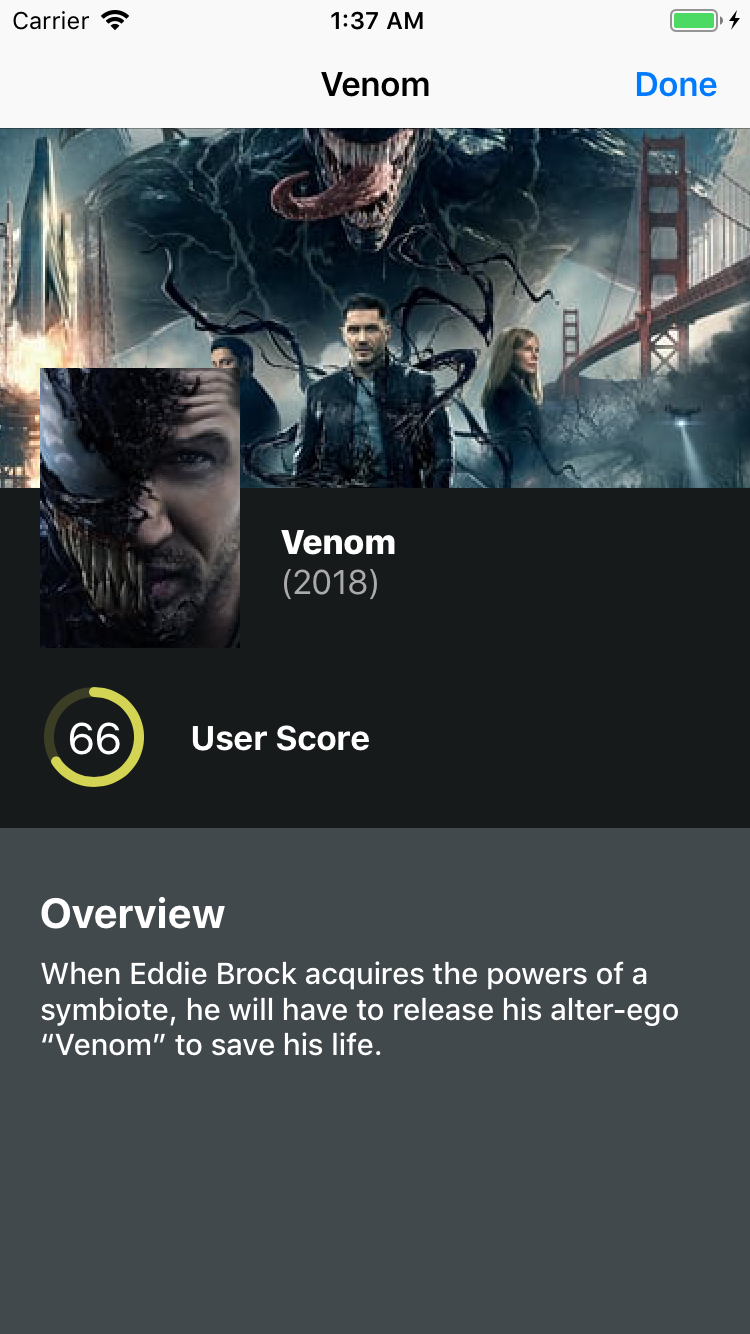 Carrier 1:37 AM
Venom Done
Venom
(2018)
66 User Score
Overview
When Eddie Brock acquires the powers of a
symbiote, he will have to release his alter-ego
“Venom” to save his life.